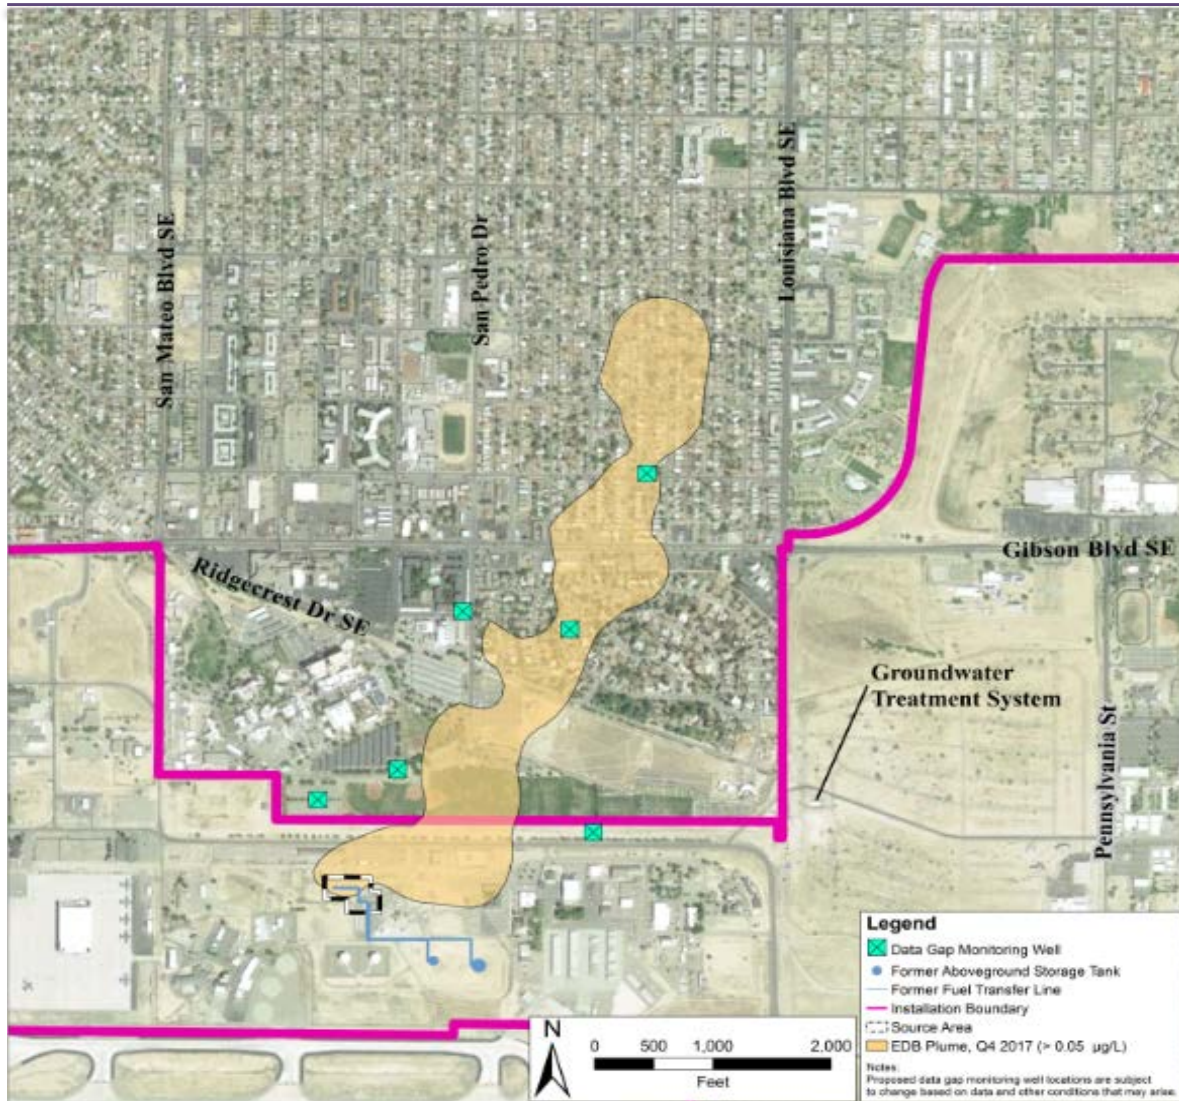 San Mateo Blvd SE
San Pedro Dr
Louisiana Blvd SE
Gibson Blvd SE
Ridgecrest Dr SE
Groundwater
Treatment System
Pennsylvania St
Legend
Data Gap Monitoring Well
Former Aboveground Storage Tank
Former Fuel Transfer Line
Installation Boundary
Source Area
EDB Plume, Q4 2017 (> 0.05 µg/L)
Notes:
Proposed data gap monitoring well locations are subject
to change based on data and other conditions that may arise.
N
0 500 1,000 2,000
Feet